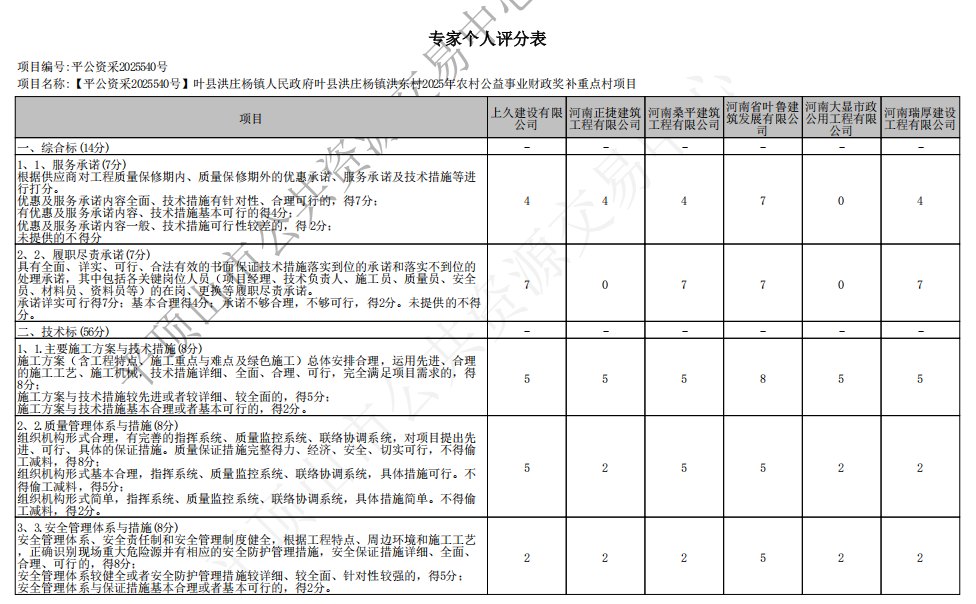 专家个人评分表
项目编号:平公资采2025540号
项目名称:【平公资采2025540号】叶县洪庄杨镇人民政府叶县洪庄杨镇洪东村2025年农村公益事业财政奖补重点村项目
项目
上久建设有限
公司
河南正捷建筑
工程有限公司
河南桑平建筑
工程有限公司
河南省叶鲁建
筑发展有限公
司
河南大显市政
公用工程有限
公司
河南瑞厚建设
工程有限公司
一、综合标(14分)
- - - - - -
1、1、服务承诺(7分)
根据供应商对工程质量保修期内、质量保修期外的优惠承诺、服务承诺及技术措施等进
行打分。
优惠及服务承诺内容全面、技术措施有针对性、合理可行的，得7分；
有优惠及服务承诺内容、技术措施基本可行的得4分；
优惠及服务承诺内容一般、技术措施可行性较差的，得 2分；
未提供的不得分
4 4 4 7 0 4
2、2、履职尽责承诺(7分)
具有全面、详实、可行、合法有效的书面保证技术措施落实到位的承诺和落实不到位的
处理承诺，其中包括各关键岗位人员（项目经理、技术负责人、施工员、质量员、安全
员、材料员、资料员等）的在岗、更换等履职尽责承诺。
承诺详实可行得7分；基本合理得4分；承诺不够合理，不够可行，得2分。未提供的不得
分。
7 0 7 7 0 7
二、技术标(56分)
- - - - - -
1、1.主要施工方案与技术措施(8分)
施工方案（含工程特点、施工重点与难点及绿色施工）总体安排合理，运用先进、合理
的施工工艺、施工机械，技术措施详细、全面、合理、可行，完全满足项目需求的，得
8分；
施工方案与技术措施较先进或者较详细、较全面的，得5分；
施工方案与技术措施基本合理或者基本可行的，得2分。
5 5 5 8 5 5
2、2.质量管理体系与措施(8分)
组织机构形式合理，有完善的指挥系统、质量监控系统、联络协调系统，对项目提出先
进、可行、具体的保证措施。质量保证措施完整得力、经济、安全、切实可行，不得偷
工减料，得8分；
组织机构形式基本合理，指挥系统、质量监控系统、联络协调系统，具体措施可行。不
得偷工减料，得5分；
组织机构形式简单，指挥系统、质量监控系统、联络协调系统，具体措施简单。不得偷
工减料，得2分。
5 2 5 5 2 2
3、3.安全管理体系与措施(8分)
安全管理体系、安全责任制和安全管理制度健全，根据工程特点、周边环境和施工工艺
，正确识别现场重大危险源并有相应的安全防护管理措施，安全保证措施详细、全面、
合理、可行的，得8分；
安全管理体系较健全或者安全防护管理措施较详细、较全面、针对性较强的，得5分；
安全管理体系与保证措施基本合理或者基本可行的，得2分。
2 2 2 5 2 2
平顶山市公共资源交易中心
平顶山市公共资源交易中心